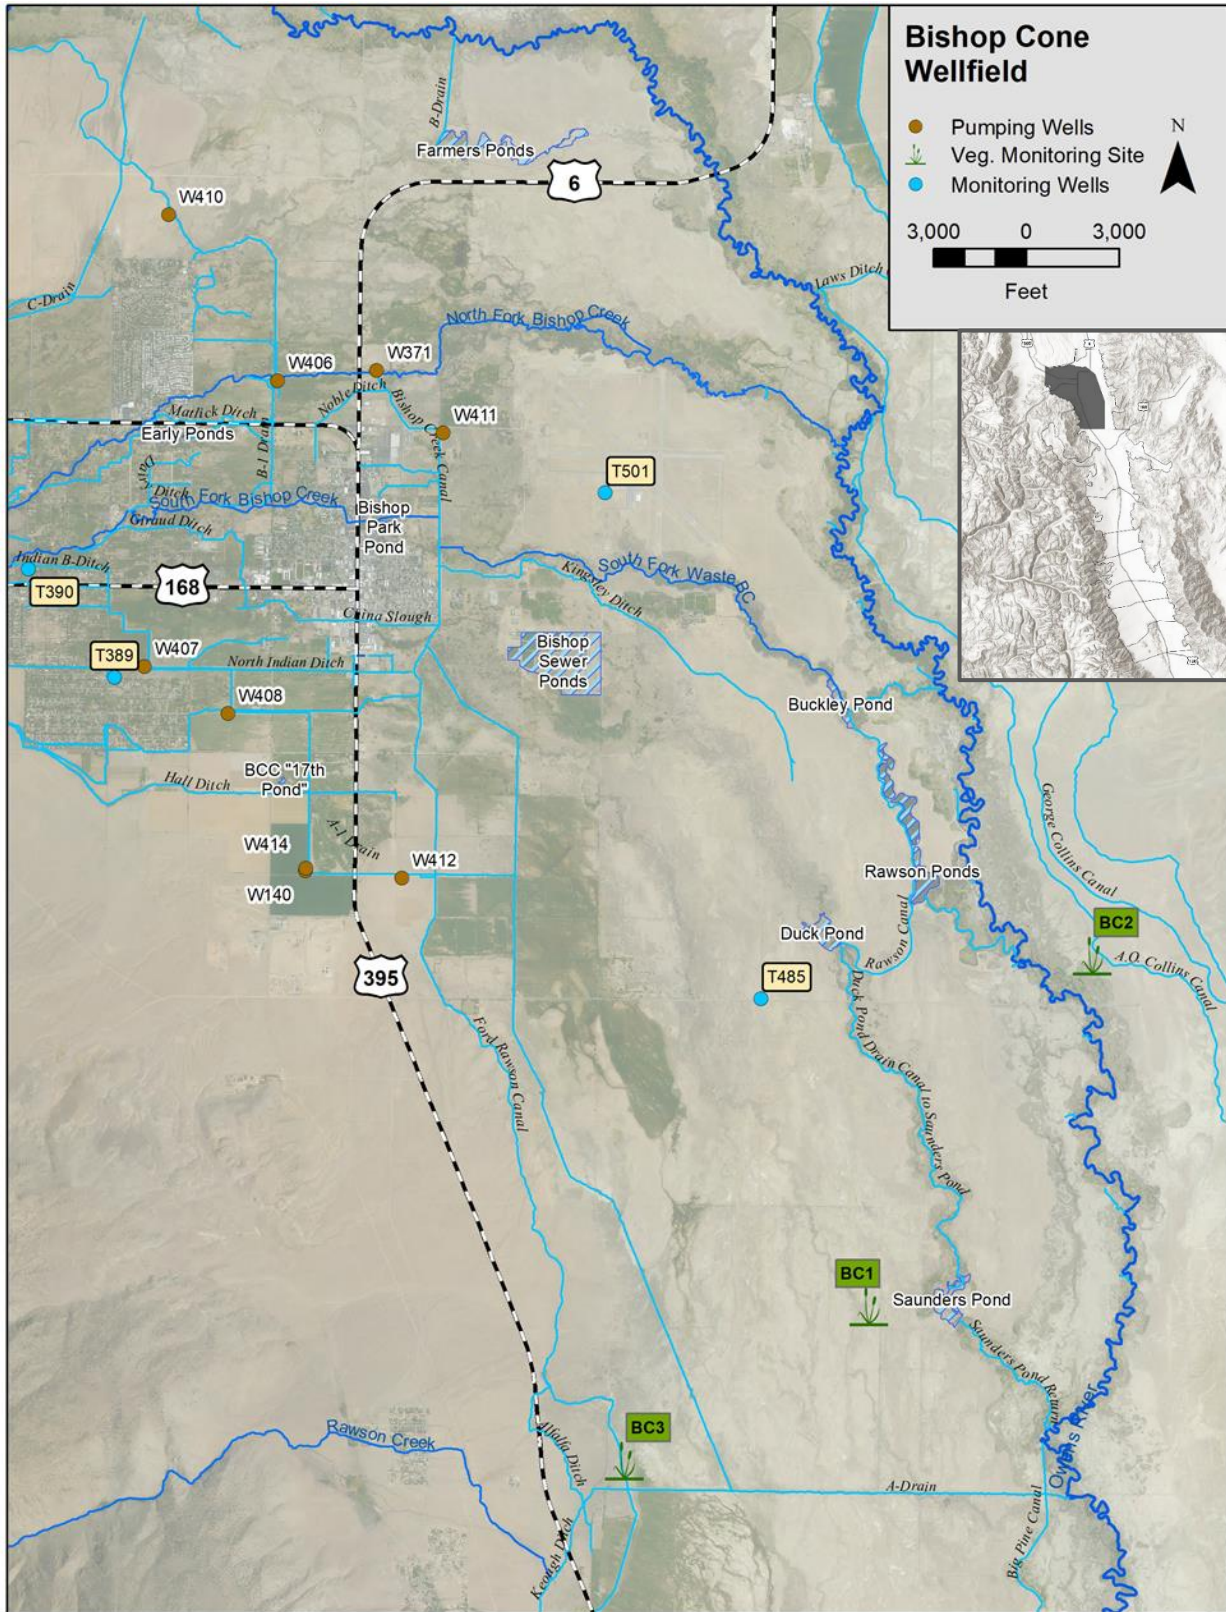 Bishop Cone
Wellfield
Pumping Wells
Veg. Monitoring Site
Monitoring Wells
N
3,000 0 3,000
Feet
B-Drain
Farmers Ponds
6
W410
C-Drain
Laws Ditch
North Fork Bishop Creek
W406
W371
Noble Ditch
Matlick Ditch
Bishop Creek Canal
W411
Early Ponds
B-1 Drain
T501
Dairy Ditch
South Fork Bishop Creek
Giraud Ditch
Bishop
Park
Pond
Indian B-Ditch
168
T390
South Fork Waste BC
Kingsley Ditch
China Slough
Bishop
Sewer
Ponds
W407
T389
North Indian Ditch
W408
Buckley Pond
BCC "17th
Pond"
Hall Ditch
George Collins Canal
A-1 Drain
W414
W412
W140
Rawson Ponds
Rawson Canal
Duck Pond
BC2
A.O. Collins Canal
395
T485
Duck Pond Drain Canal to Saunders Pond
Ford Rawson Canal
BC1
Saunders Pond
Saunders Pond Return
Owens River
BC3
Rawson Creek
Alfalfa Ditch
A-Drain
Big Pine Canal
Keough Ditch